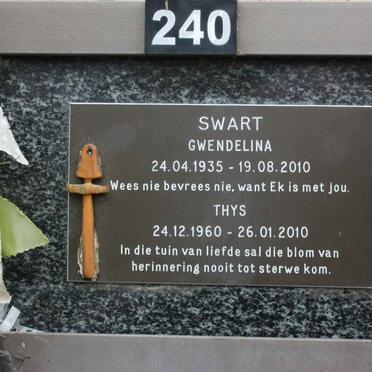 240
SWART
GWENDELINA
24.04.1935 - 19.08.2010
Wees nie bevrees nie, want Ek is met jou.
THYS
24.12.1960 - 26.01.2010
In die tuin van liefde sal die blom van
herinnering nooit tot sterwe kom.